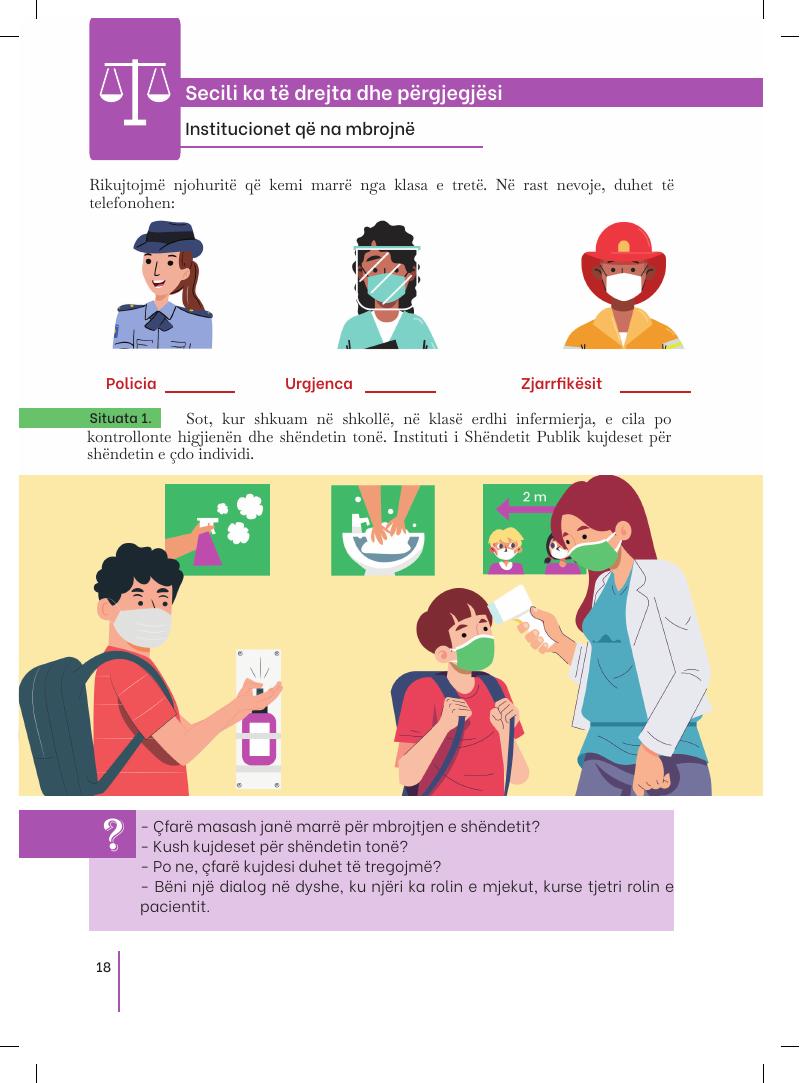 Secili ka të drejta dhe përgjegjësi
Institucionet që na mbrojnë
Rikujtojmë njohuritë që kemi marrë nga klasa e tretë. Në rast nevoje, duhet të
telefonohen:
Policia ________ Urgjenca ________ Zjarrfikësit ________
Situata 1. Sot, kur shkuam në shkollë, në klasë erdhi infermierja, e cila po
kontrollonte higjienën dhe shëndetin tonë. Instituti i Shëndetit Publik kujdeset për
shëndetin e çdo individi.
2 m
?
- Çfarë masash janë marrë për mbrojtjen e shëndetit?
- Kush kujdeset për shëndetin tonë?
- Po ne, çfarë kujdesi duhet të tregojmë?
- Bëni një dialog në dyshe, ku njëri ka rolin e mjekut, kurse tjetri rolin e
pacientit.
18